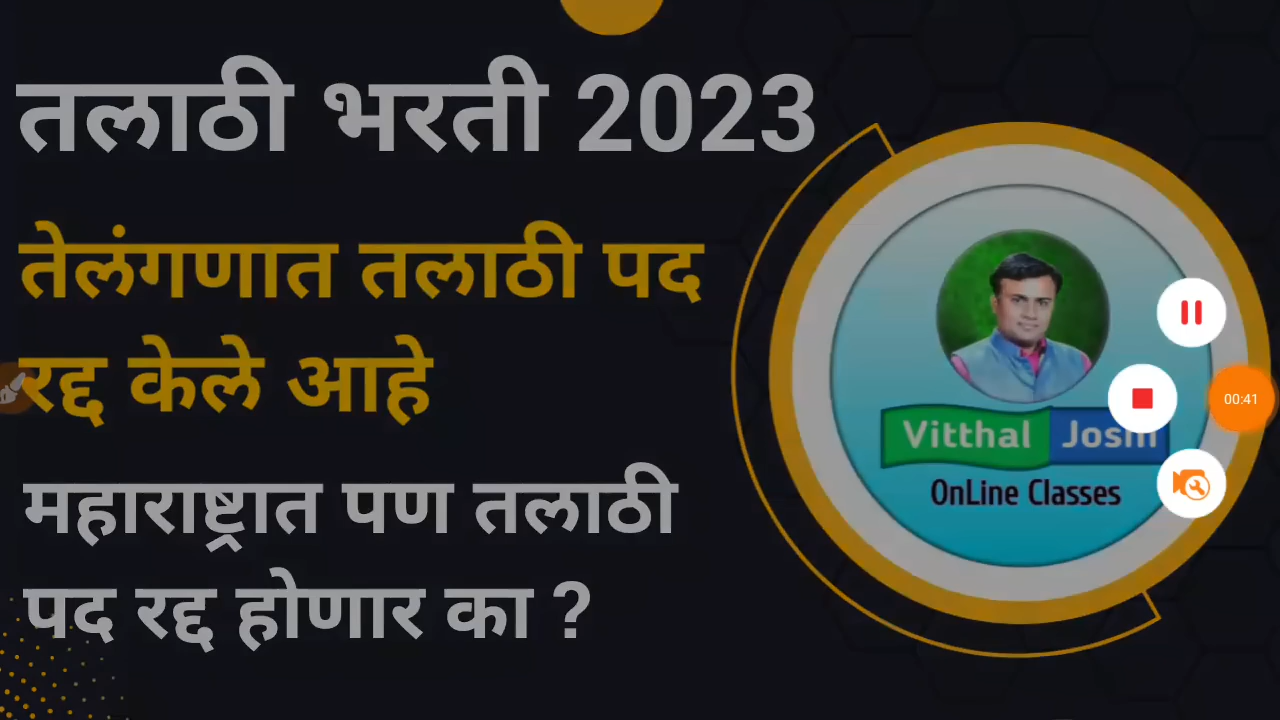 तलाठी भरती 2023
तेलंगणात तलाठी पद
रद्द केले आहे
महाराष्ट्रात पण तलाठी
पद रद्द होणार का ?
Vitthal Joshi
OnLine Classes
00:41